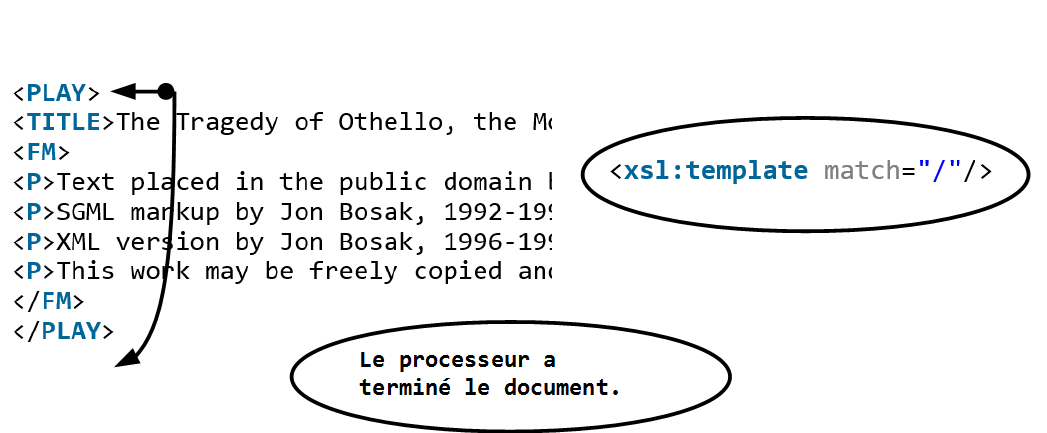 <PLAY>
<TITLE>The Tragedy of Othello, the
<FM>
<P>Text placed in the public domain
<P>SGML markup by Jon Bosak, 1992-199
<P>XML version by Jon Bosak, 1996-199
<P>This work may be freely copied and
</FM>
</PLAY>
<xsl:template match="/"/>
Le processeur a
terminé le document.